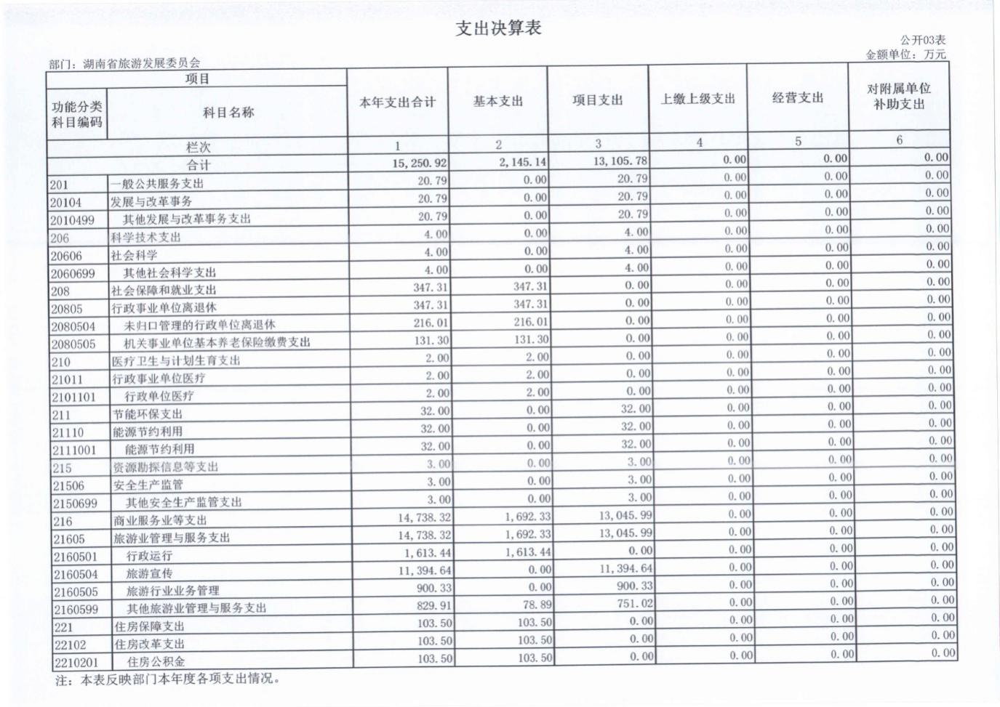 支出决算表
公开03表
部门：湖南省旅游发展委员会 金额单位：万元
项目 本年支出合计 基本支出 项目支出 上缴上级支出 经营支出 对附属单位补助支出
功能分类科目编码 科目名称
栏次 1 2 3 4 5 6
合计 15,250.92 2,145.14 13,105.78 0.00 0.00 0.00
201 一般公共服务支出 20.79 0.00 20.79 0.00 0.00 0.00
20104 发展与改革事务 20.79 0.00 20.79 0.00 0.00 0.00
2010499 其他发展与改革事务支出 20.79 0.00 20.79 0.00 0.00 0.00
206 科学技术支出 4.00 0.00 4.00 0.00 0.00 0.00
20606 社会科学 4.00 0.00 4.00 0.00 0.00 0.00
2060699 其他社会科学支出 4.00 0.00 4.00 0.00 0.00 0.00
208 社会保障和就业支出 347.31 347.31 0.00 0.00 0.00 0.00
20805 行政事业单位离退休 347.31 347.31 0.00 0.00 0.00 0.00
2080504 未归口管理的行政单位离退休 216.01 216.01 0.00 0.00 0.00 0.00
2080505 机关事业单位基本养老保险缴费支出 131.30 131.30 0.00 0.00 0.00 0.00
210 医疗卫生与计划生育支出 2.00 2.00 0.00 0.00 0.00 0.00
21011 行政事业单位医疗 2.00 2.00 0.00 0.00 0.00 0.00
2101101 行政单位医疗 2.00 2.00 0.00 0.00 0.00 0.00
211 节能环保支出 32.00 0.00 32.00 0.00 0.00 0.00
21110 能源节约利用 32.00 0.00 32.00 0.00 0.00 0.00
2111001 能源节约利用 32.00 0.00 32.00 0.00 0.00 0.00
215 资源勘探信息等支出 3.00 0.00 3.00 0.00 0.00 0.00
21506 安全生产监管 3.00 0.00 3.00 0.00 0.00 0.00
2150699 其他安全生产监管支出 3.00 0.00 3.00 0.00 0.00 0.00
216 商业服务业等支出 14,738.32 1,692.33 13,045.99 0.00 0.00 0.00
21605 旅游业管理与服务支出 14,738.32 1,692.33 13,045.99 0.00 0.00 0.00
2160501 行政运行 1,613.44 1,613.44 0.00 0.00 0.00 0.00
2160504 旅游宣传 11,394.64 0.00 11,394.64 0.00 0.00 0.00
2160505 旅游行业业务管理 900.33 0.00 900.33 0.00 0.00 0.00
2160599 其他旅游业管理与服务支出 829.91 78.89 751.02 0.00 0.00 0.00
221 住房保障支出 103.50 103.50 0.00 0.00 0.00 0.00
22102 住房改革支出 103.50 103.50 0.00 0.00 0.00 0.00
2210201 住房公积金 103.50 103.50 0.00 0.00 0.00 0.00
注：本表反映部门本年度各项支出情况。